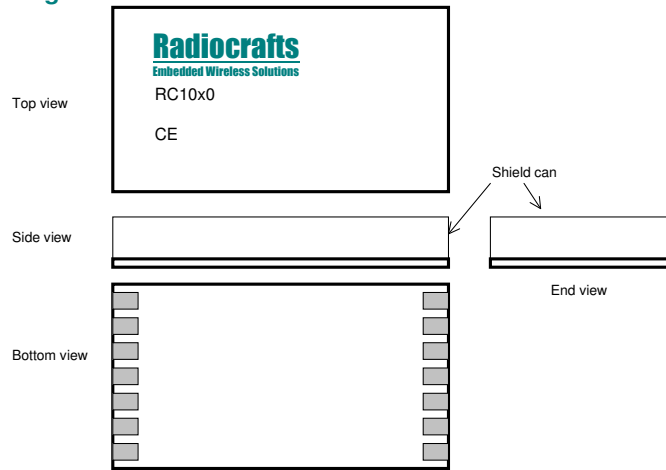 Radiocrafts
Embedded Wireless Solutions
RC10x0
CE
Top view
Shield can
Side view
End view
Bottom view